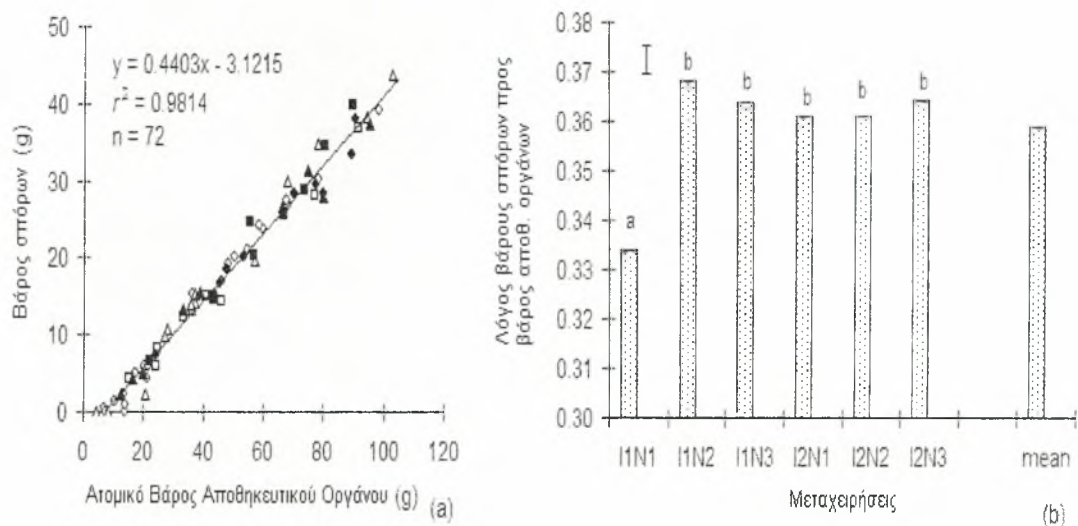 50
40
30
20
10
0
Βάρος σπόρων (g)
y = 0.4403x - 3.1215
r² = 0.9814
n = 72
0 20 40 60 80 100 120
Ατομικό Βάρος Αποθηκευτικού Οργάνου (g)
(a)
0.38
0.37
0.36
0.35
0.34
0.33
0.32
0.31
0.30
Λόγος βάρους σπόρων προς
βάρος αποθ. οργάνων
a
b
b
b
b
b
I1N1 I1N2 I1N3 I2N1 I2N2 I2N3 mean
Μεταχειρήσεις
(b)